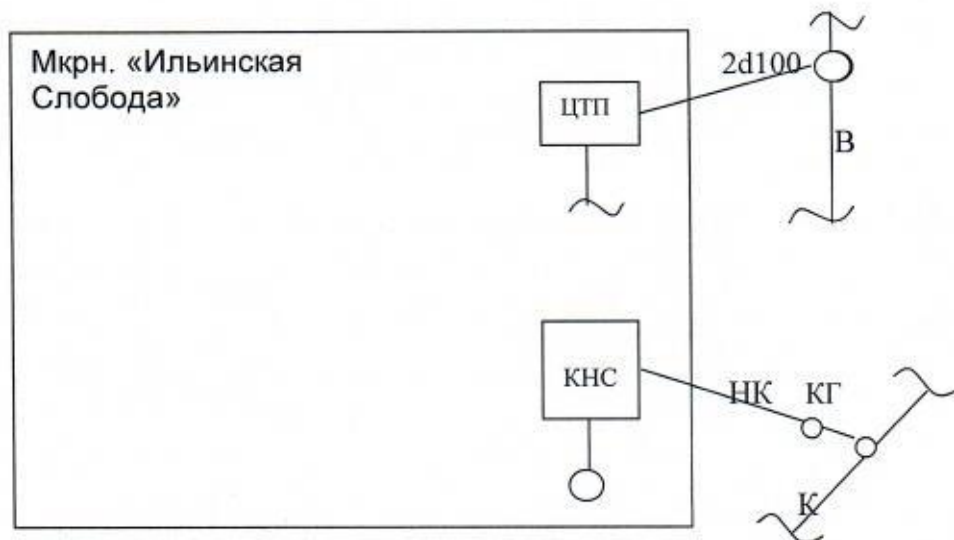 Мкрн. «Ильинская
Слобода»
2d100
ЦТП
В
КНС
НК КГ
К